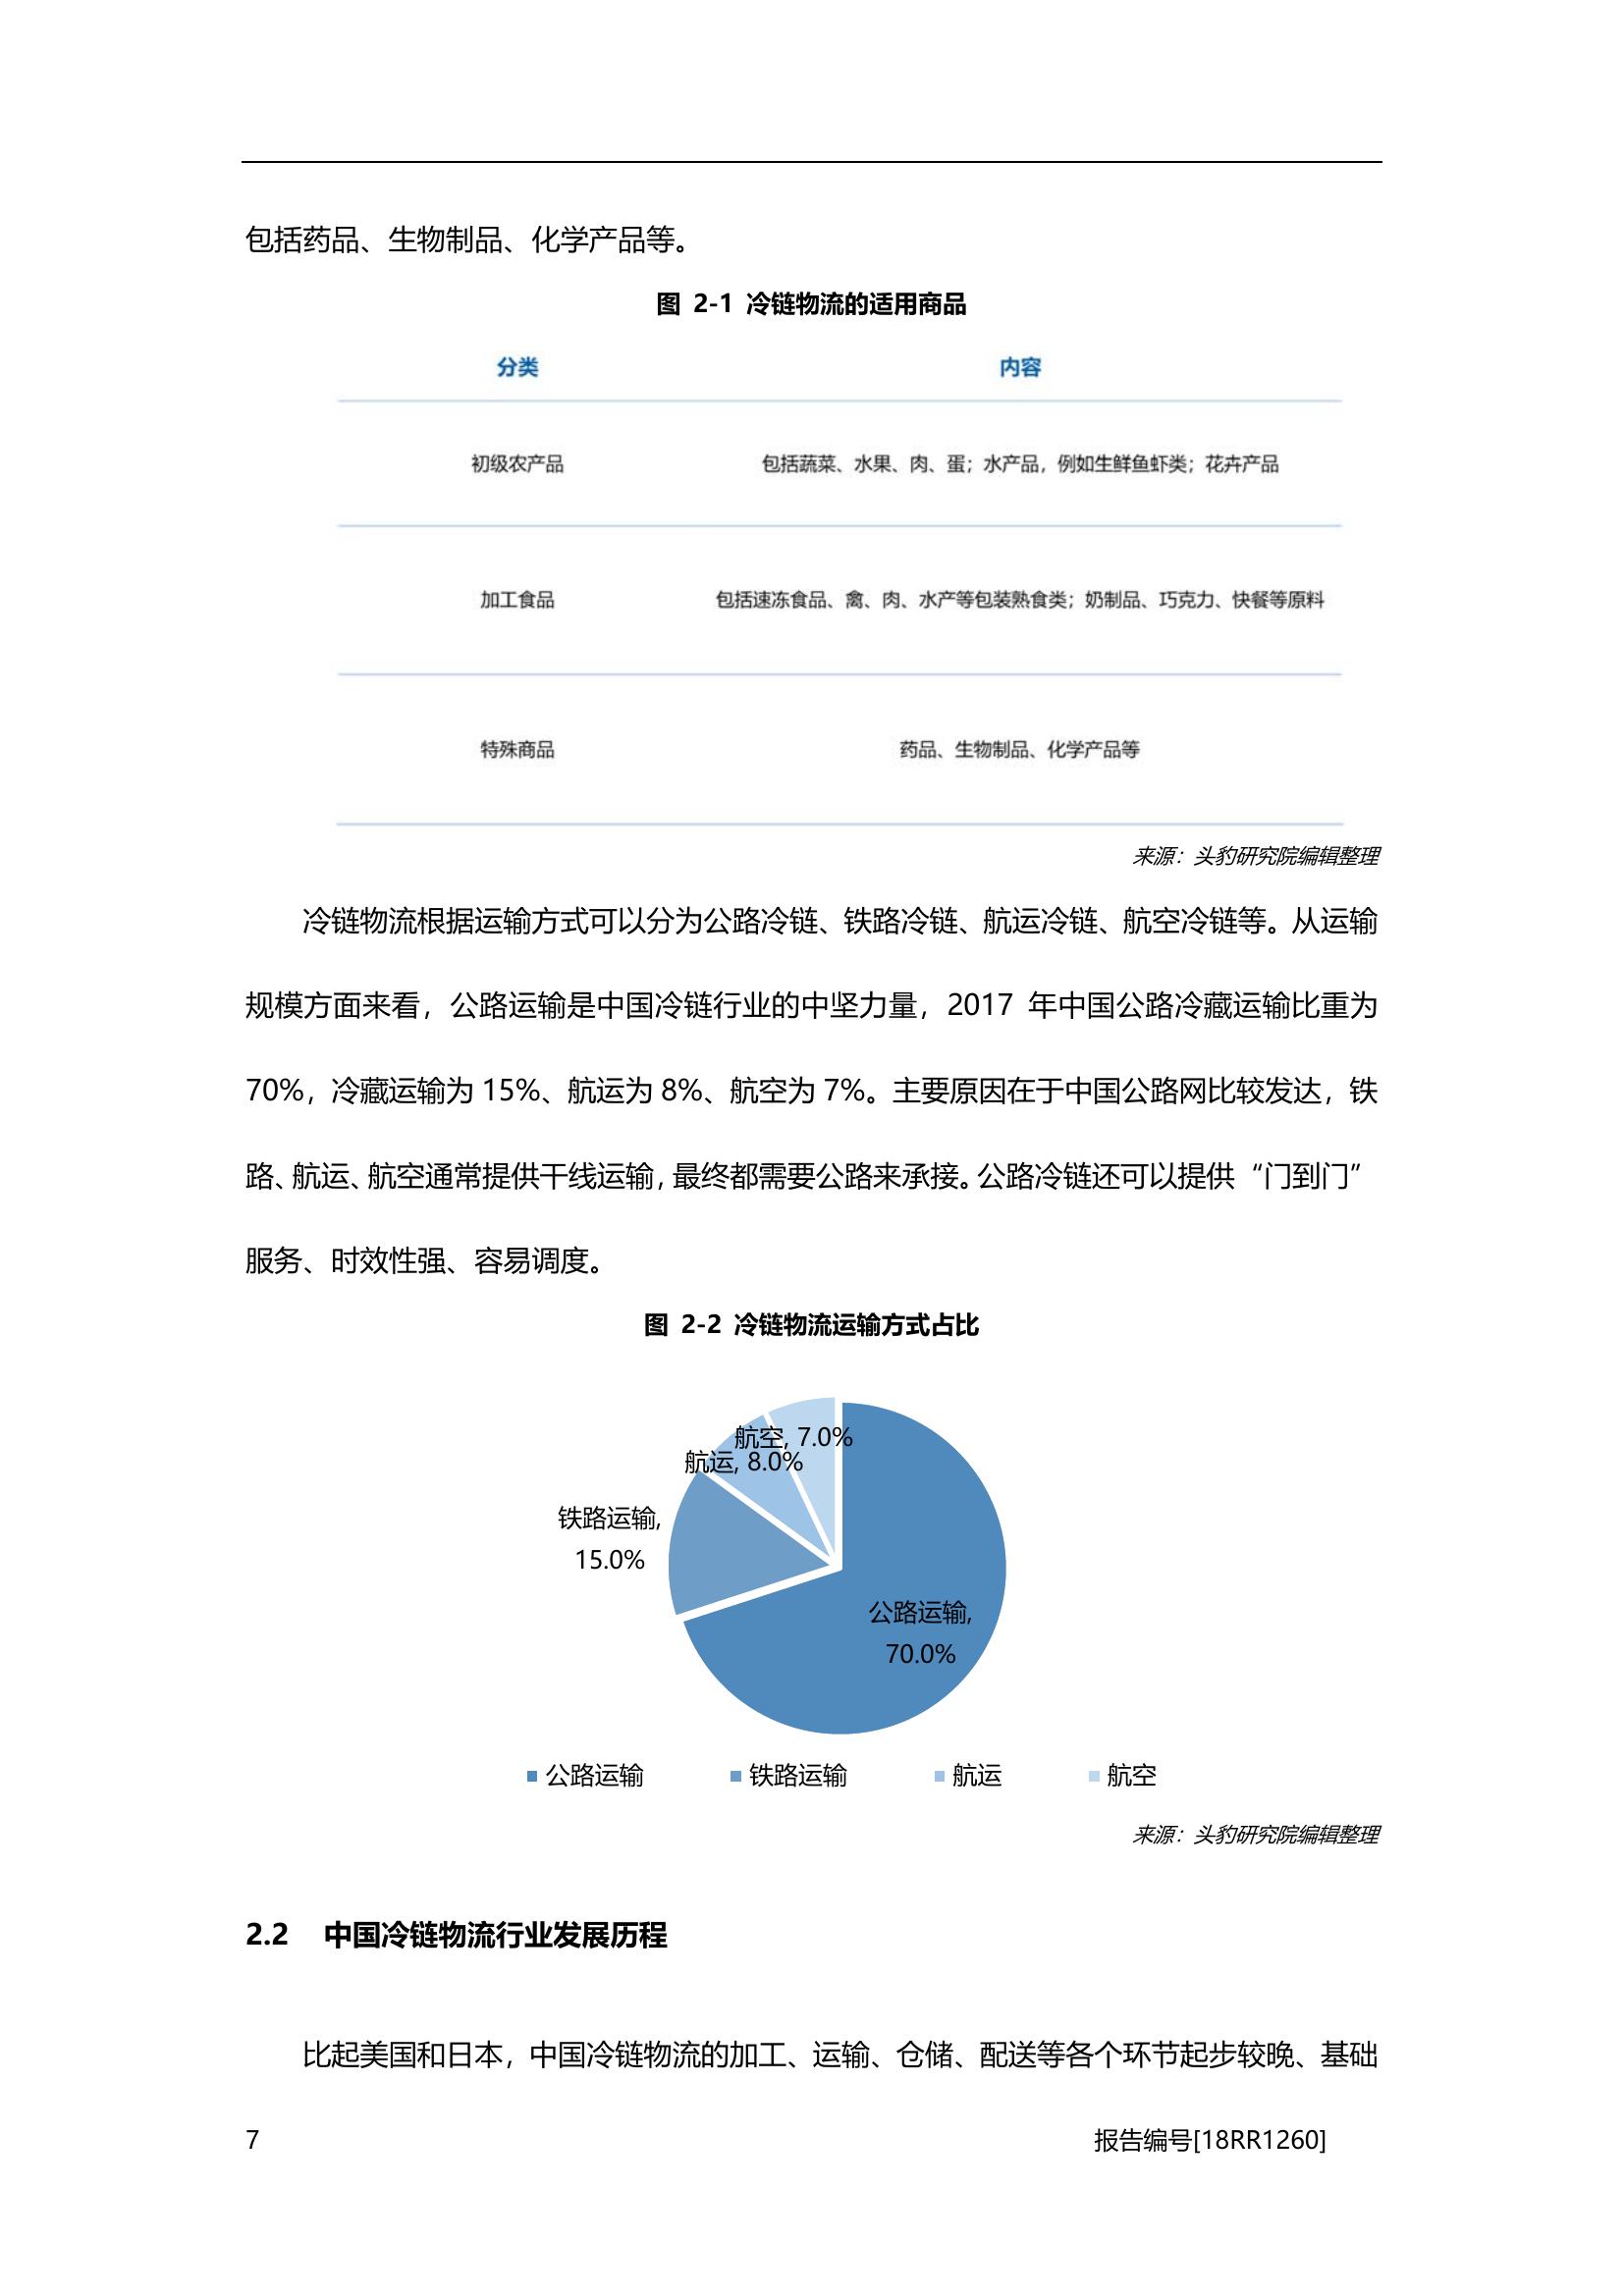 包括药品、生物制品、化学产品等。
图 2-1 冷链物流的适用商品
分类 内容
初级农产品 包括蔬菜、水果、肉、蛋；水产品，例如生鲜鱼虾类；花卉产品
加工食品 包括速冻食品、禽、肉、水产等包装熟食类；奶制品、巧克力、快餐等原料
特殊商品 药品、生物制品、化学产品等
来源：头豹研究院编辑整理
冷链物流根据运输方式可以分为公路冷链、铁路冷链、航运冷链、航空冷链等。从运输
规模方面来看，公路运输是中国冷链行业的中坚力量，2017 年中国公路冷藏运输比重为
70%，冷藏运输为 15%、航运为 8%、航空为 7%。主要原因在于中国公路网比较发达，铁
路、航运、航空通常提供干线运输，最终都需要公路来承接。公路冷链还可以提供“门到门”
服务、时效性强、容易调度。
图 2-2 冷链物流运输方式占比
航空, 7.0%
航运, 8.0%
铁路运输,
15.0%
公路运输,
70.0%
公路运输 铁路运输 航运 航空
来源：头豹研究院编辑整理
2.2 中国冷链物流行业发展历程
比起美国和日本，中国冷链物流的加工、运输、仓储、配送等各个环节起步较晚、基础
7 报告编号[18RR1260]